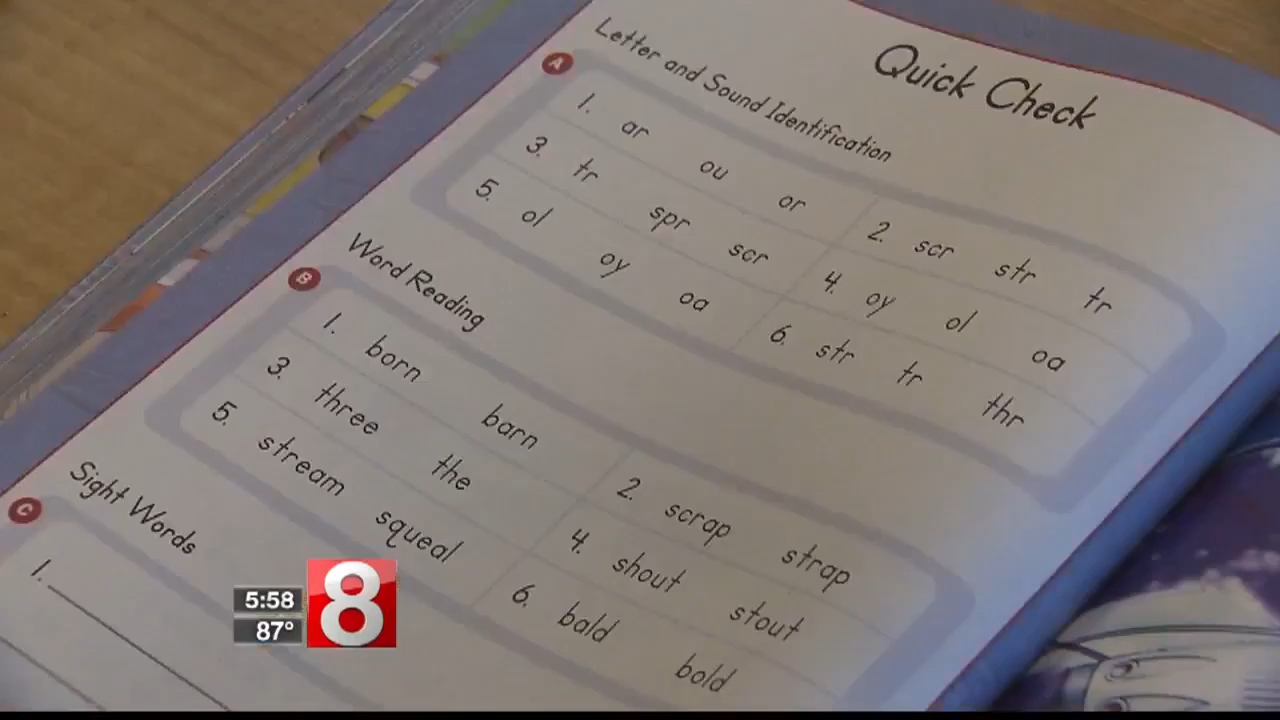 Quick Check
A Letter and Sound Identification
1. ar ou or
2. scr str tr
3. tr spr scr
4. oy ol oa
5. ol oy oa
6. str tr thr
B Word Reading
1. born barn
2. scrap strap
3. three the
4. shout stout
5. stream squeal
6. bald bold
C Sight Words
1.
5:58
87°
8